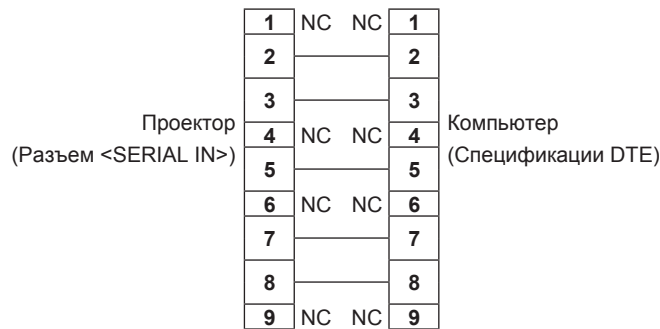 1 NC NC 1
2 2
3 3
Проектор
(Разъем <SERIAL IN>)
4 NC NC 4
Компьютер
(Спецификации DTE)
5 5
6 NC NC 6
7 7
8 8
9 NC NC 9